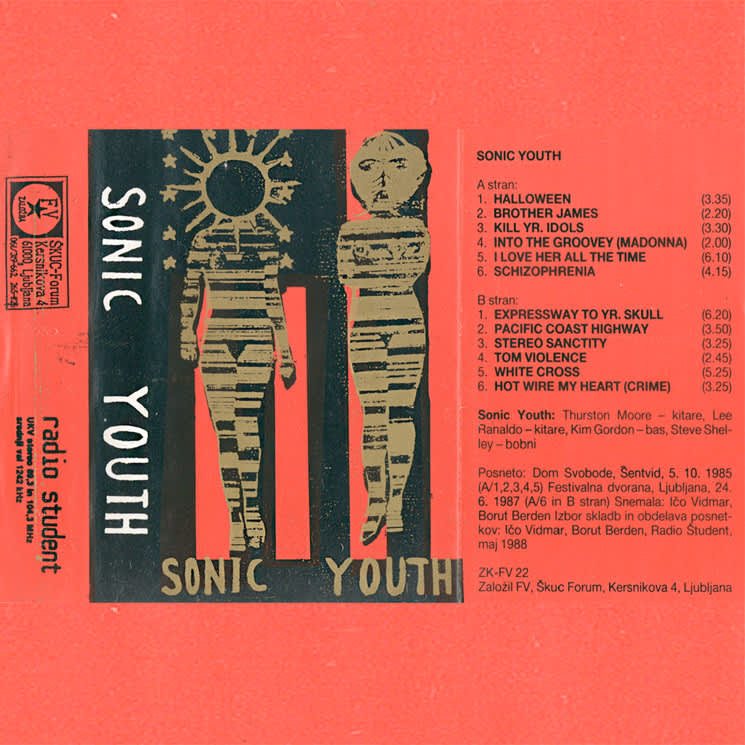 FV
ZALOŽBA
ŠKUC-Forum
Kersnikova 4
61000 Ljubljana
radio študent
UKV stereo 89,3 in 104,3 MHz
srednji val 1242 kHz
SONIC YOUTH
SONIC YOUTH
SONIC YOUTH
A stran:
1. HALLOWEEN (3.35)
2. BROTHER JAMES (2.20)
3. KILL YR. IDOLS (3.30)
4. INTO THE GROOVEY (MADONNA) (2.00)
5. I LOVE HER ALL THE TIME (6.10)
6. SCHIZOPHRENIA (4.15)
B stran:
1. EXPRESSWAY TO YR. SKULL (6.20)
2. PACIFIC COAST HIGHWAY (3.50)
3. STEREO SANCTITY (3.25)
4. TOM VIOLENCE (2.45)
5. WHITE CROSS (5.25)
6. HOT WIRE MY HEART (CRIME) (3.25)
Sonic Youth: Thurston Moore – kitare, Lee
Ranaldo – kitare, Kim Gordon – bas, Steve Shel-
ley – bobni
Posneto: Dom Svobode, Šentvid, 5. 10. 1985
(A/1,2,3,4,5) Festivalna dvorana, Ljubljana, 24.
6. 1987 (A/6 in B stran) Snemala: Ičo Vidmar,
Borut Berden Izbor skladb in obdelava posnet-
kov: Ičo Vidmar, Borut Berden, Radio Študent,
maj 1988
ZK-FV 22
Založil FV, Škuc Forum, Kersnikova 4, Ljubljana